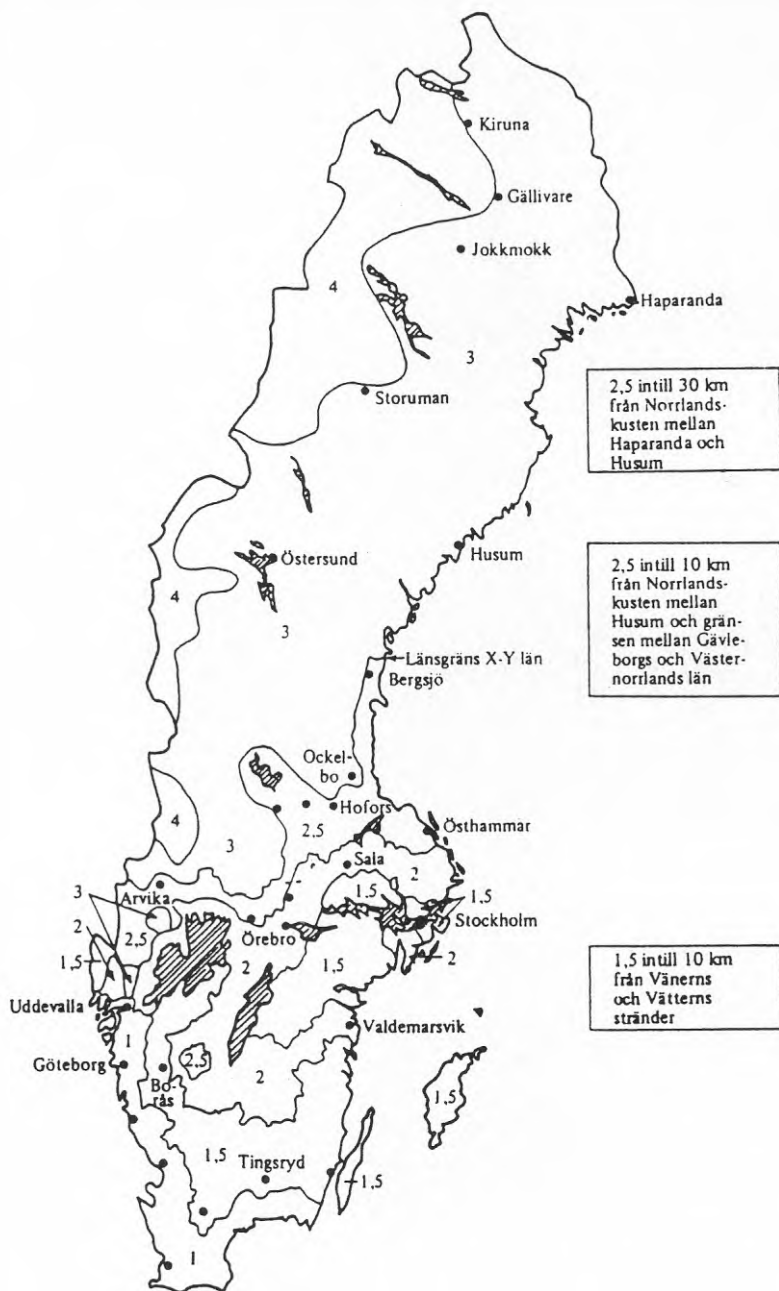 Kiruna
Gällivare
Jokkmokk
4
Haparanda
3
Storuman
2,5 intill 30 km
från Norrlands-
kusten mellan
Haparanda och
Husum
Östersund
Husum
4
3
2,5 intill 10 km
från Norrlands-
kusten mellan
Husum och grän-
sen mellan Gävle-
borgs och Väster-
norrlands län
Länsgräns X-Y län
Bergsjö
Ockel-
bo
Hofors
Östhammar
4
3
2,5
Sala
2
1,5
1,5
3
Arvika
Stockholm
2
2,5
Örebro
2
1,5
2
1,5
1,5 intill 10 km
från Vänerns
och Vätterns
stränder
Uddevalla
Valdemarsvik
1
Göteborg
2,5
Bo-
rås
2
1,5
1,5
Tingsryd
1,5
1